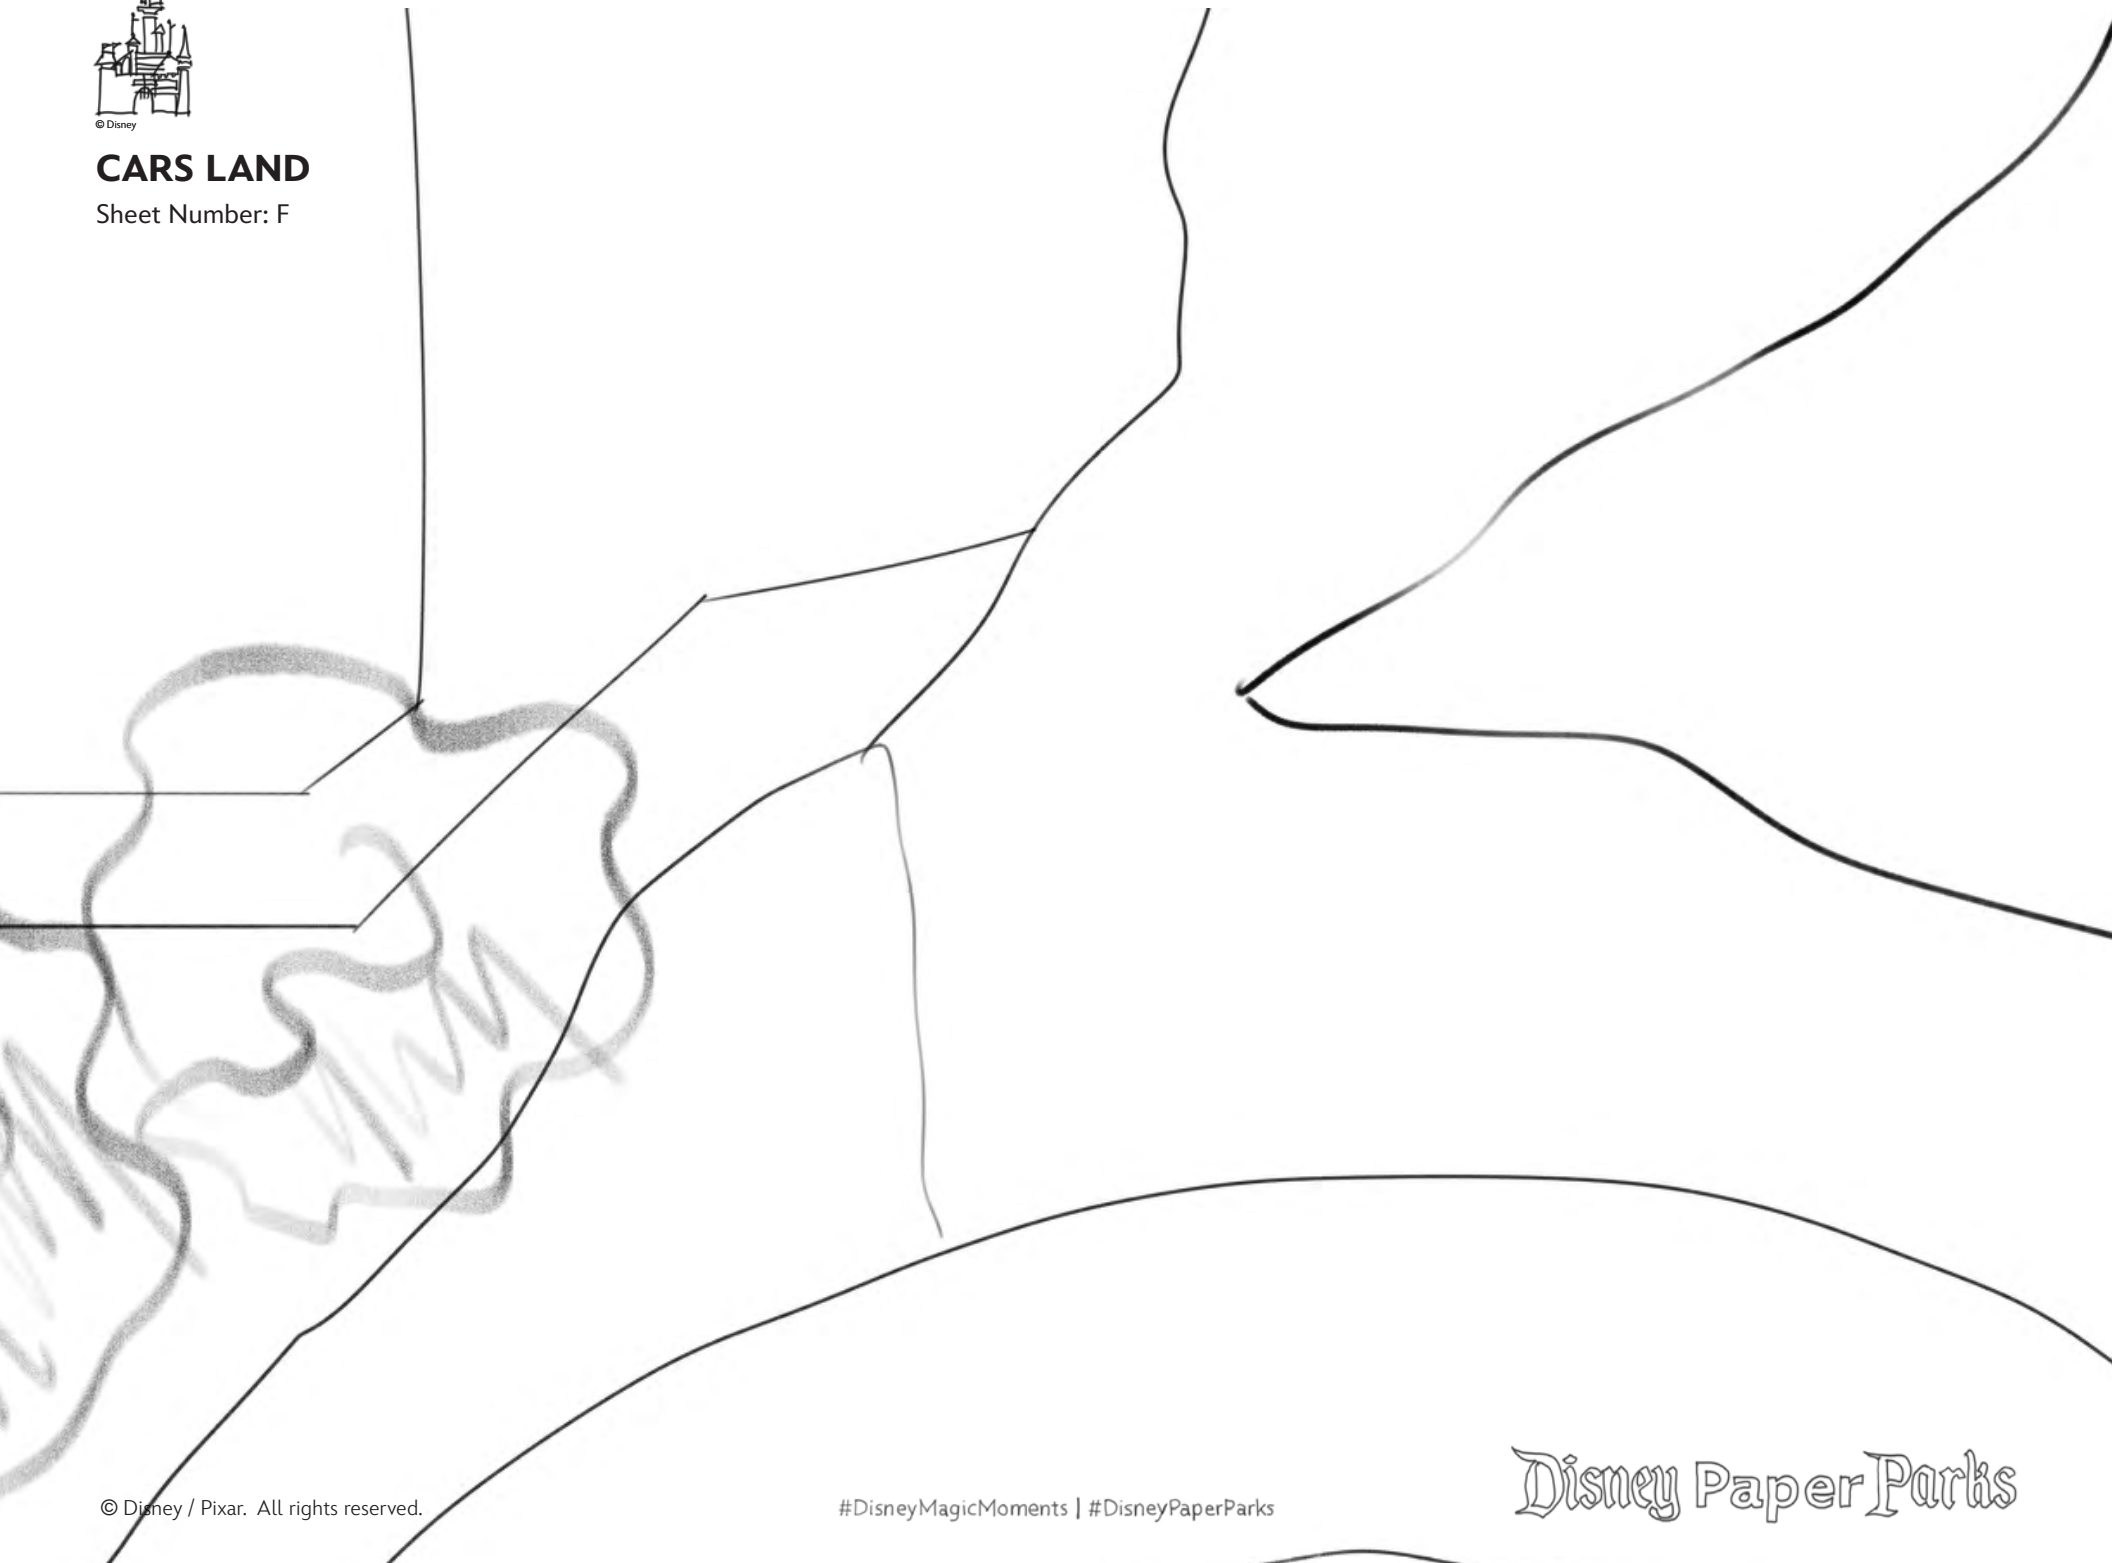 © Disney
CARS LAND
Sheet Number: F
© Disney / Pixar. All rights reserved.
#DisneyMagicMoments | #DisneyPaperParks
Disney Paper Parks